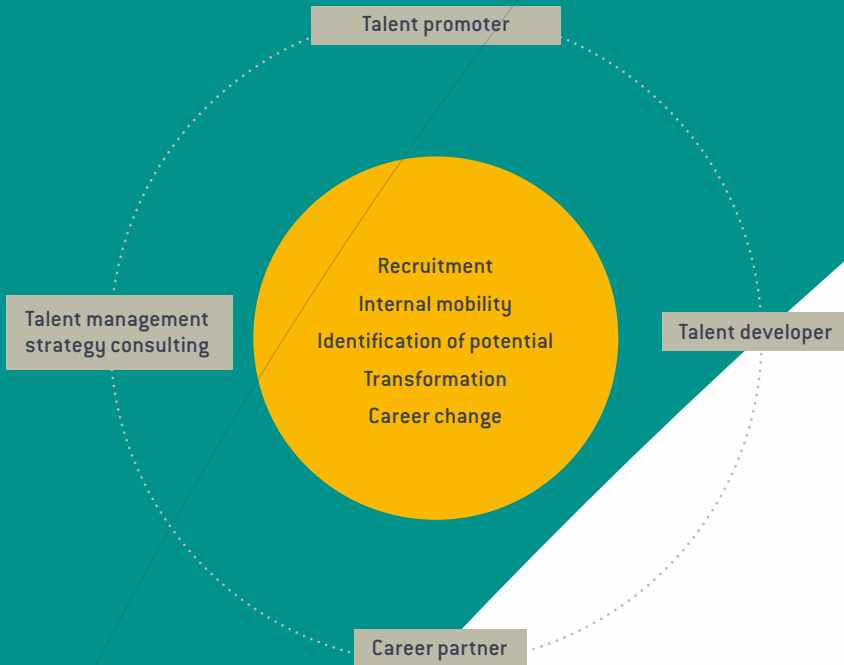 Talent promoter
Recruitment
Internal mobility
Identification of potential
Transformation
Career change
Talent management
strategy consulting
Talent developer
Career partner